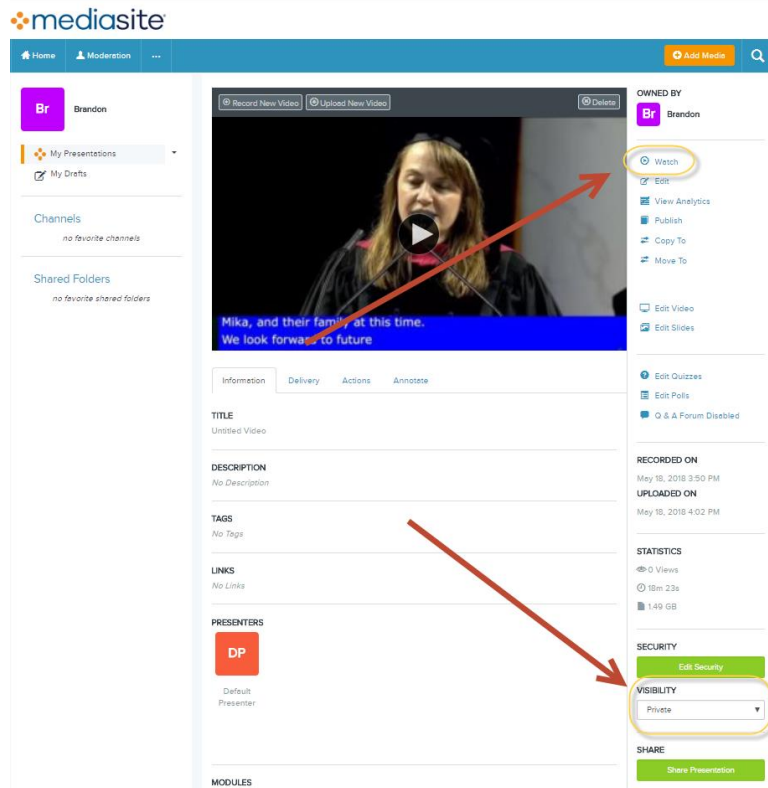 mediasite
Home
Moderation
...
Add Media
Br
Brandon
My Presentations
My Drafts
Channels
no favorite channels
Shared Folders
no favorite shared folders
Record New Video
Upload New Video
Delete
Mika, and their family at this time.
We look forward to future
Information
Delivery
Actions
Annotate
TITLE
Untitled Video
DESCRIPTION
No Description
TAGS
No Tags
LINKS
No Links
PRESENTERS
DP
Default
Presenter
MODULES
OWNED BY
Br
Brandon
Watch
Edit
View Analytics
Publish
Copy To
Move To
Edit Video
Edit Slides
Edit Quizzes
Edit Polls
Q & A Forum Disabled
RECORDED ON
May 18, 2018 3:50 PM
UPLOADED ON
May 18, 2018 4:02 PM
STATISTICS
0 Views
18m 23s
1.49 GB
SECURITY
Edit Security
VISIBILITY
Private
SHARE
Share Presentation